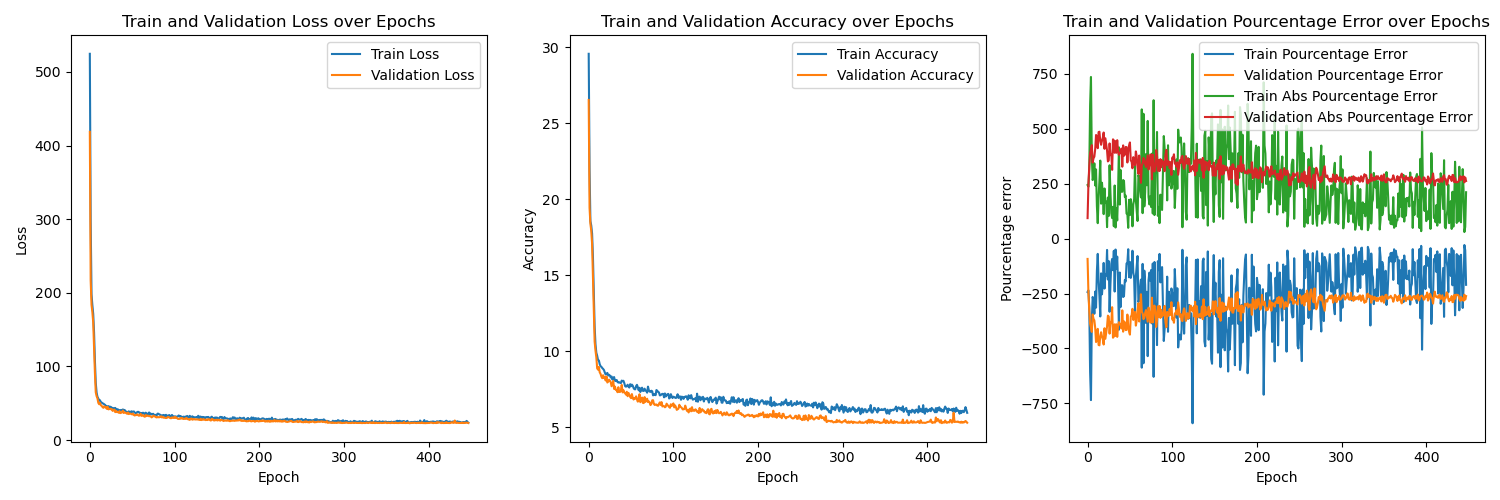 Train and Validation Loss over Epochs
Train Loss
Validation Loss
500
400
300
200
100
0
Loss
0 100 200 300 400
Epoch
Train and Validation Accuracy over Epochs
Train Accuracy
Validation Accuracy
30
25
20
15
10
5
Accuracy
0 100 200 300 400
Epoch
Train and Validation Pourcentage Error over Epochs
Train Pourcentage Error
Validation Pourcentage Error
Train Abs Pourcentage Error
Validation Abs Pourcentage Error
750
500
250
0
−250
−500
−750
Pourcentage error
0 100 200 300 400
Epoch